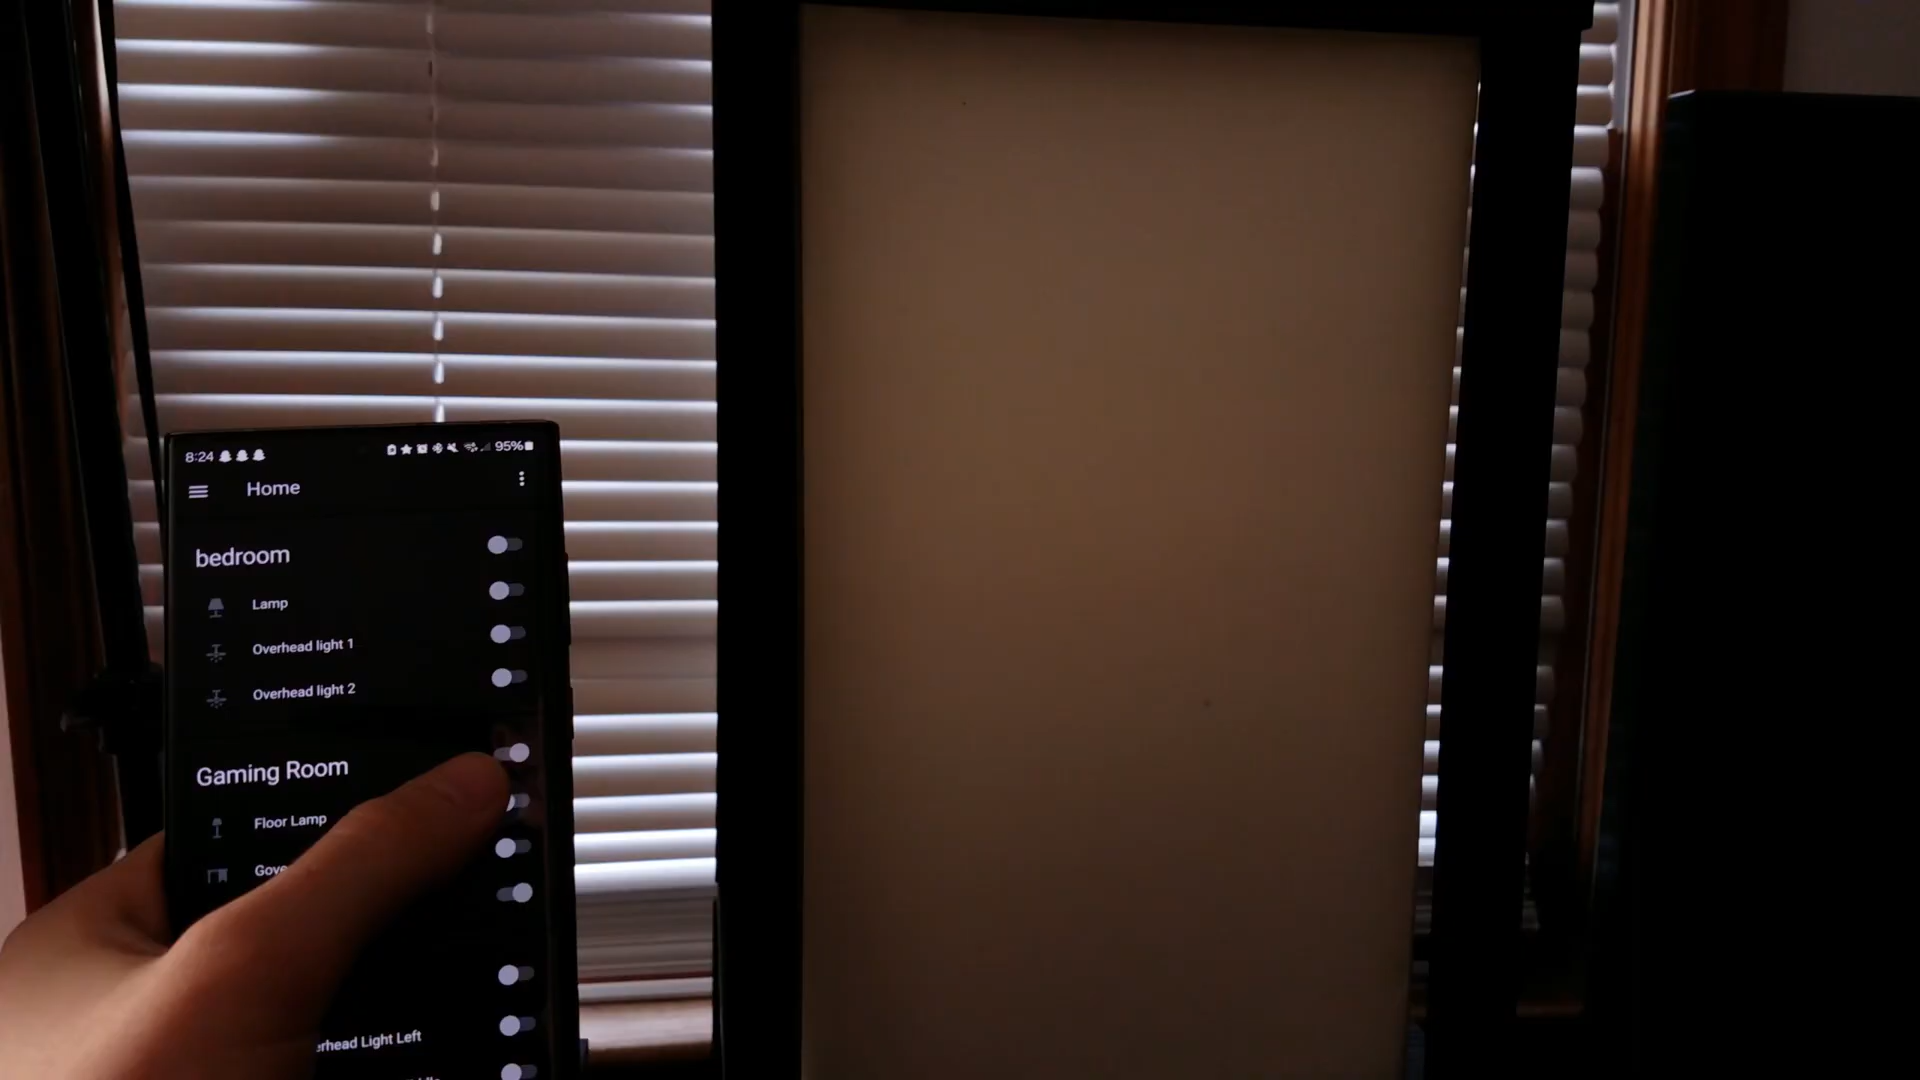 8:24
95%
Home
bedroom
Lamp
Overhead light 1
Overhead light 2
Gaming Room
Floor Lamp
Gove
erhead Light Left